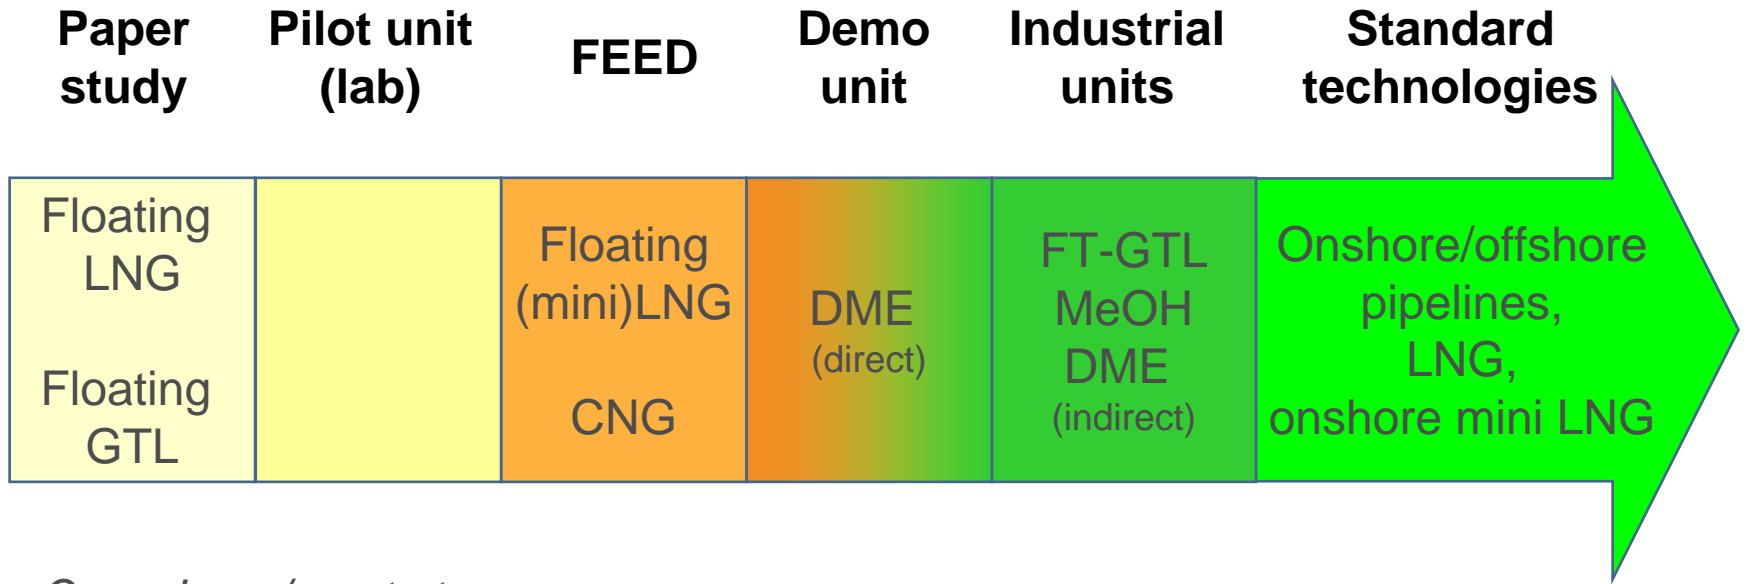 Paper
study
Pilot unit
(lab)
FEED
Demo
unit
Industrial
units
Standard
technologies
Floating
LNG
Floating
GTL
Floating
(mini)LNG
CNG
DME
(direct)
FT-GTL
MeOH
DME
(indirect)
Onshore/offshore
pipelines,
LNG,
onshore mini LNG